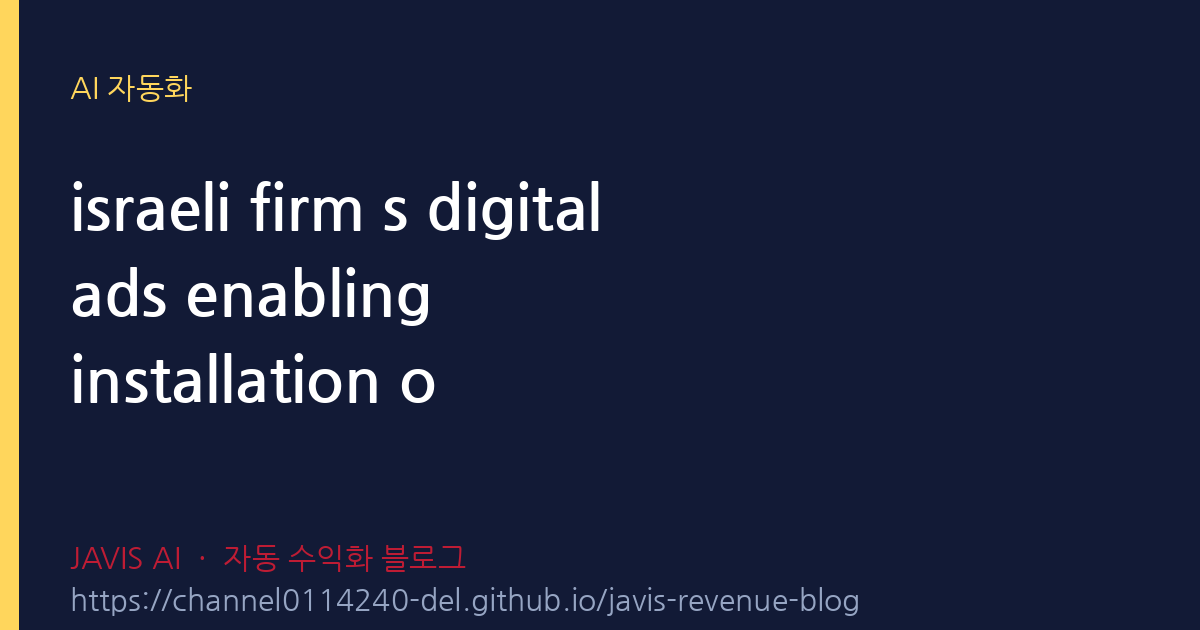 AI 자동화
israeli firm s digital
ads enabling
installation o
JAVIS AI · 자동 수익화 블로그
https://channel0114240-del.github.io/javis-revenue-blog